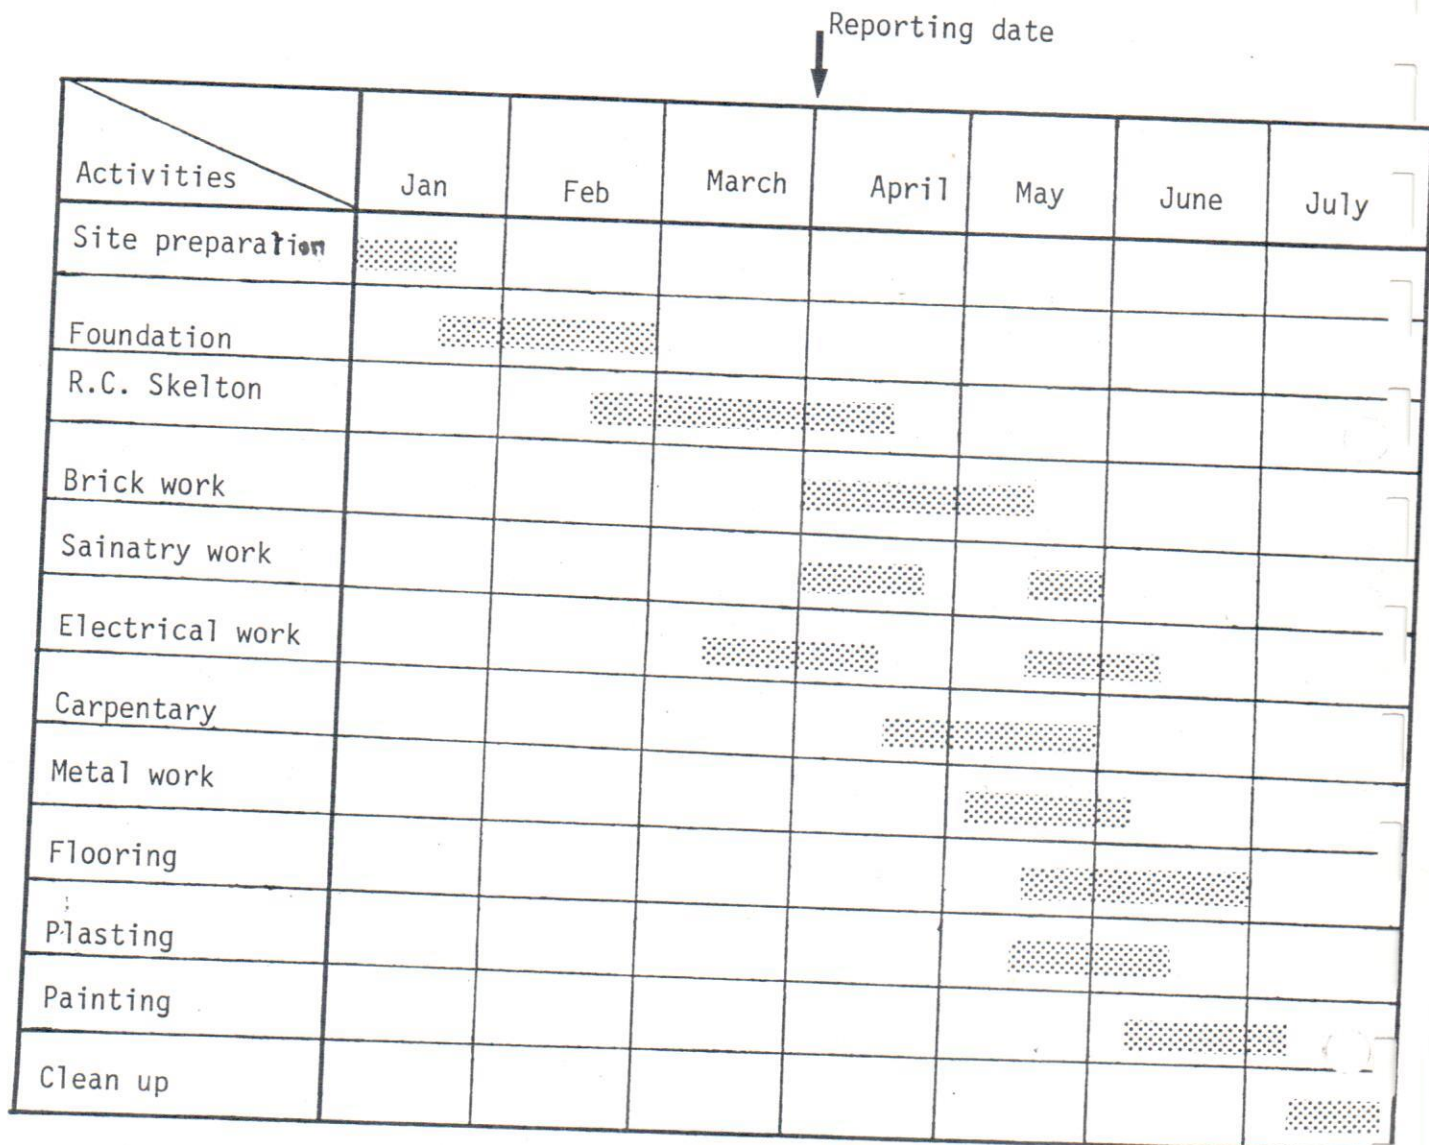 Reporting date
Activities Jan Feb March April May June July
Site preparation
Foundation
R.C. Skelton
Brick work
Sainatry work
Electrical work
Carpentary
Metal work
Flooring
Plasting
Painting
Clean up